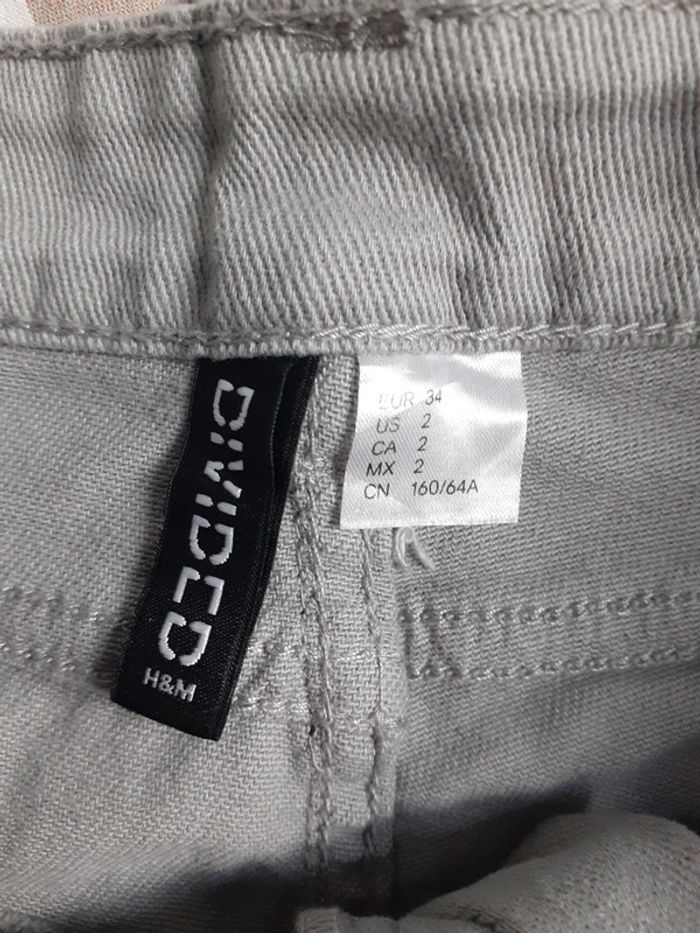 DIVIDED
H&M
EUR 34
US 2
CA 2
MX 2
CN 160/64A